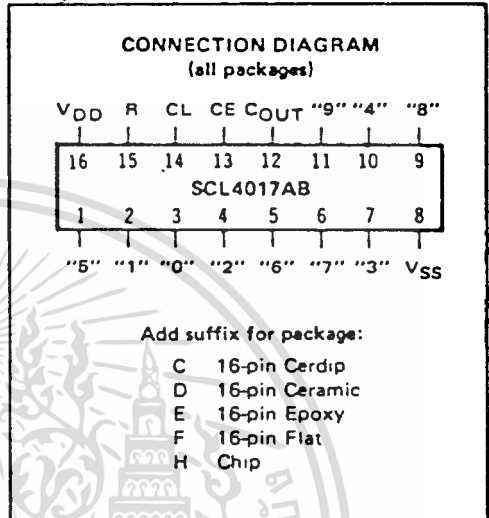 CONNECTION DIAGRAM
(all packages)
VDD R CL CE COUT "9" "4" "8"
16 15 14 13 12 11 10 9
SCL4017AB
1 2 3 4 5 6 7 8
"5" "1" "0" "2" "6" "7" "3" VSS
Add suffix for package:
C 16-pin Cerdip
D 16-pin Ceramic
E 16-pin Epoxy
F 16-pin Flat
H Chip